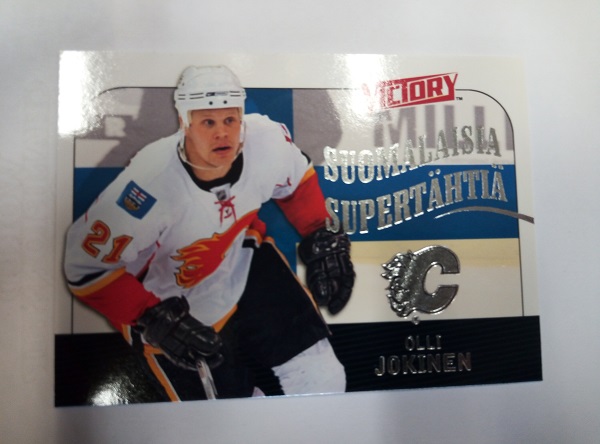 VICTORY
SUOMALAISIA
SUPERTÄHTIÄ
21
C
OLLI
JOKINEN